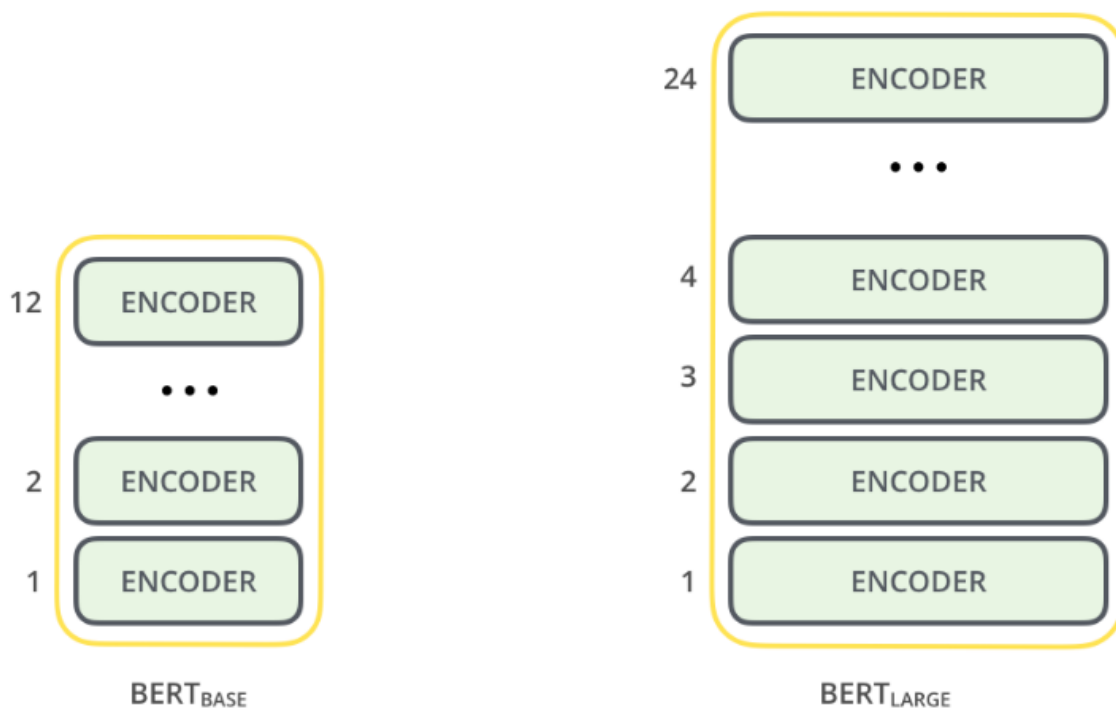 24 ENCODER
...
12 ENCODER
...
2 ENCODER
1 ENCODER
BERTBASE
4 ENCODER
3 ENCODER
2 ENCODER
1 ENCODER
BERTLARGE